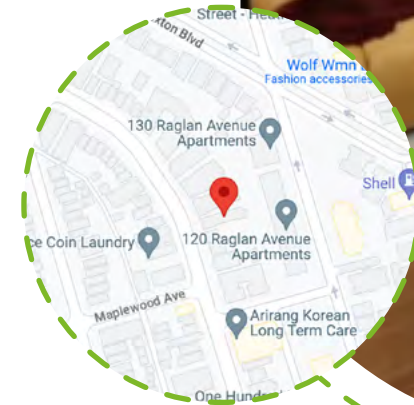 Street -
xton Blvd
Wolf Wmn
Fashion accessories
130 Raglan Avenue
Apartments
Shell
ce Coin Laundry
120 Raglan Avenue
Apartments
Maplewood Ave
Arirang Korean
Long Term Care
One